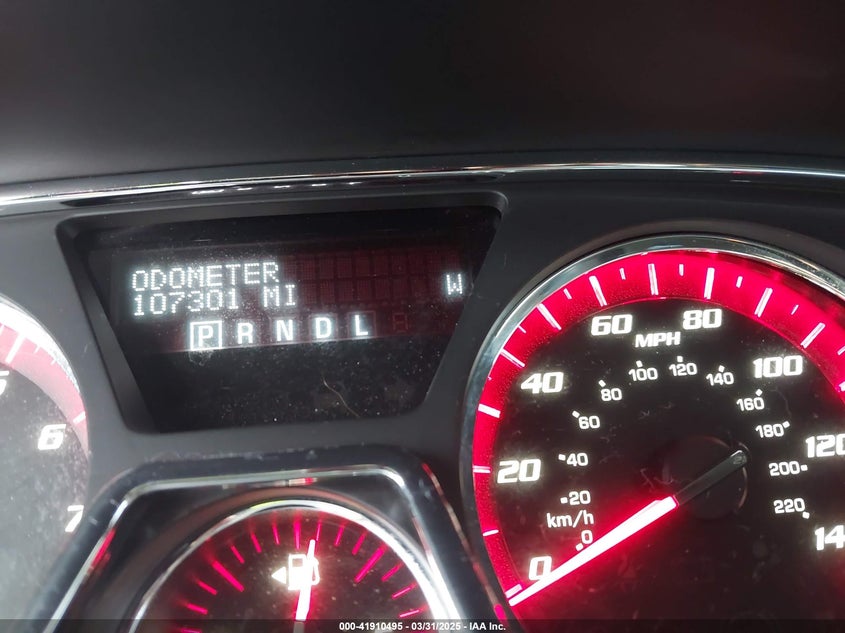 ODOMETER
107301 MI W
P R N D L
5
6
7
0 20 40 60 80 100 120 14
MPH
0 20 40 60 80 100 120 140 160 180 200 220
km/h
000-41910495 - 03/31/2025 - IAA Inc.